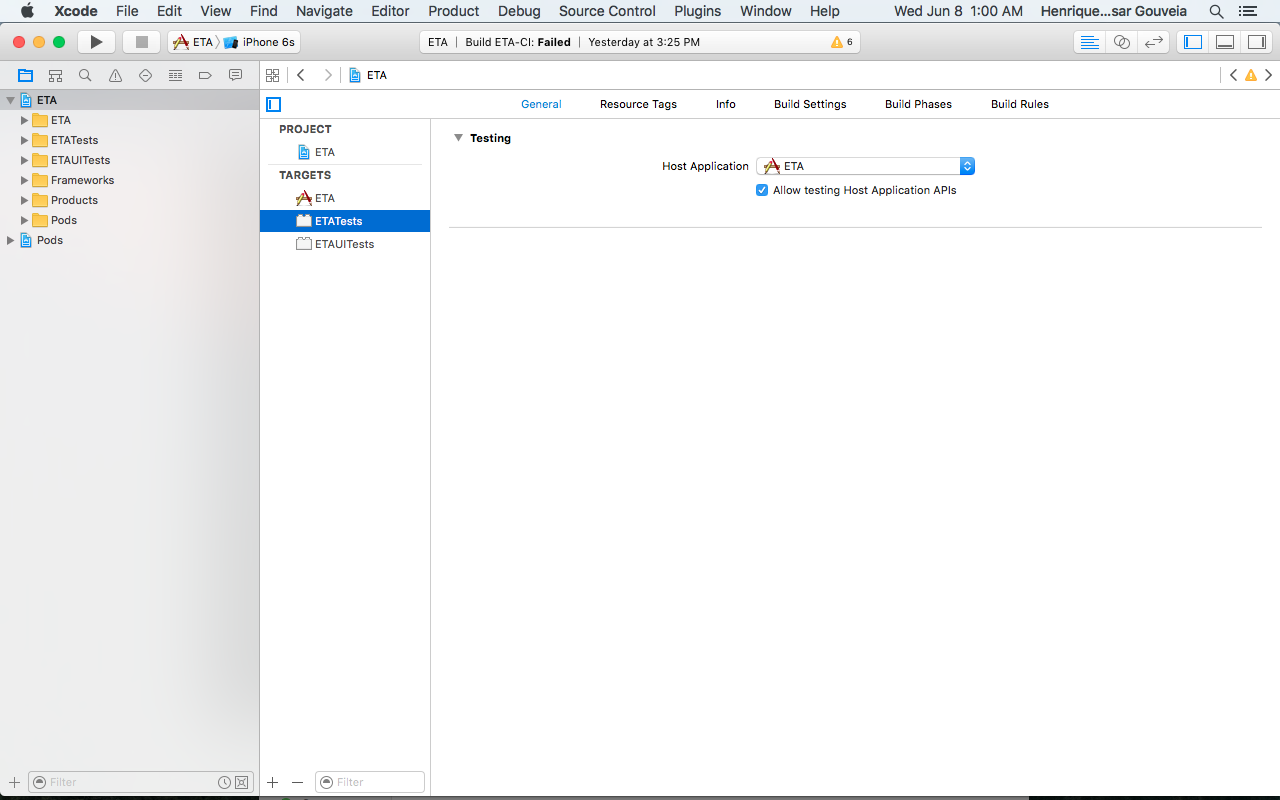 Xcode File Edit View Find Navigate Editor Product Debug Source Control Plugins Window Help Wed Jun 8 1:00 AM Henrique...sar Gouveia
ETA iPhone 6s ETA | Build ETA-CI: Failed | Yesterday at 3:25 PM 6
ETA
ETA
ETA
ETATests
ETAUITests
Frameworks
Products
Pods
Pods
Filter
General Resource Tags Info Build Settings Build Phases Build Rules
PROJECT
ETA
TARGETS
ETA
ETATests
ETAUITests
Filter
Testing
Host Application ETA
Allow testing Host Application APIs